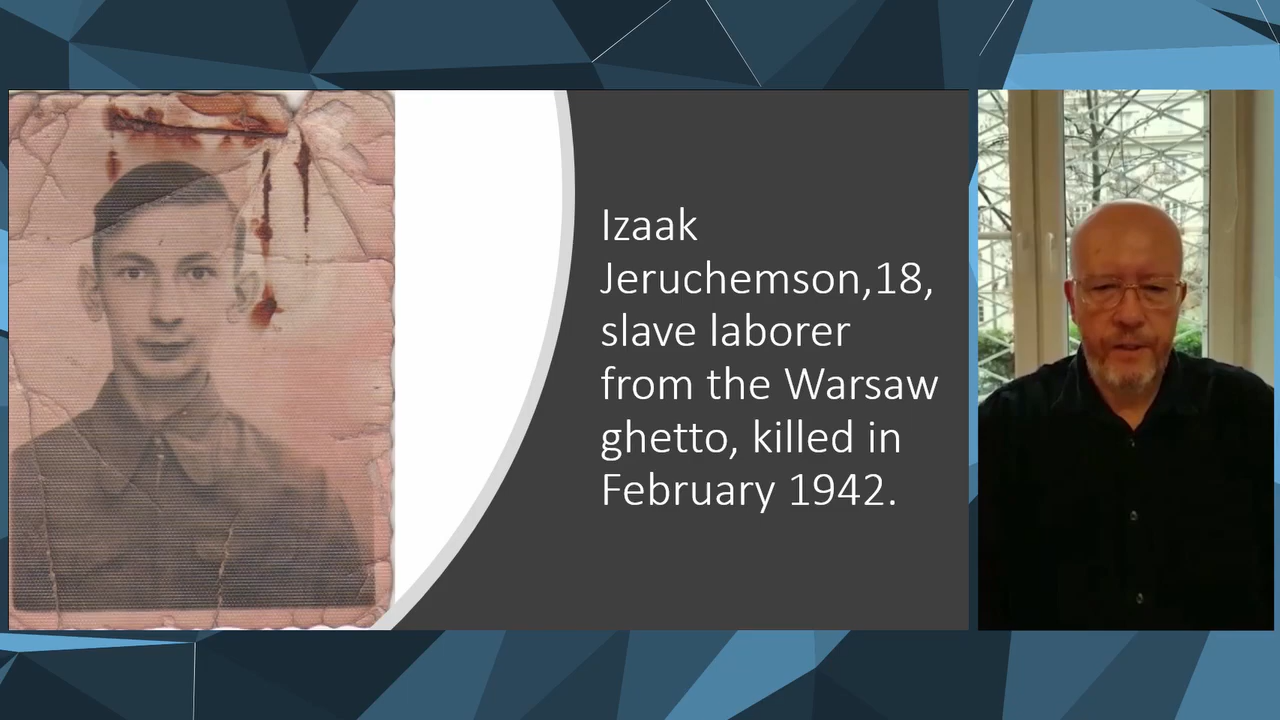 Izaak
Jeruchemson,18,
slave laborer
from the Warsaw
ghetto, killed in
February 1942.